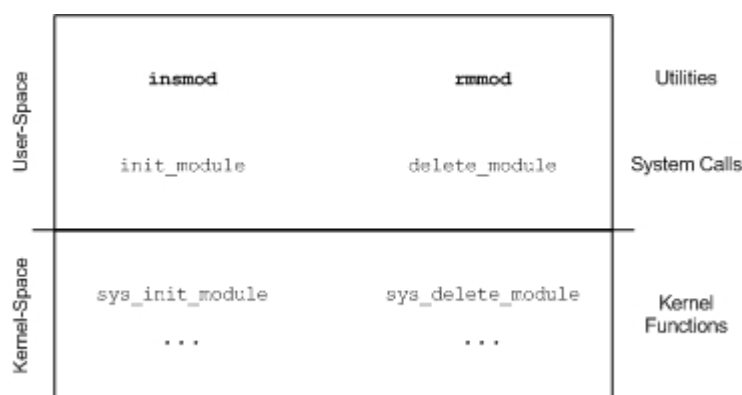 User-Space
insmod rmmod Utilities
init_module delete_module System Calls
Kernel-Space
sys_init_module sys_delete_module Kernel
Functions
... ...